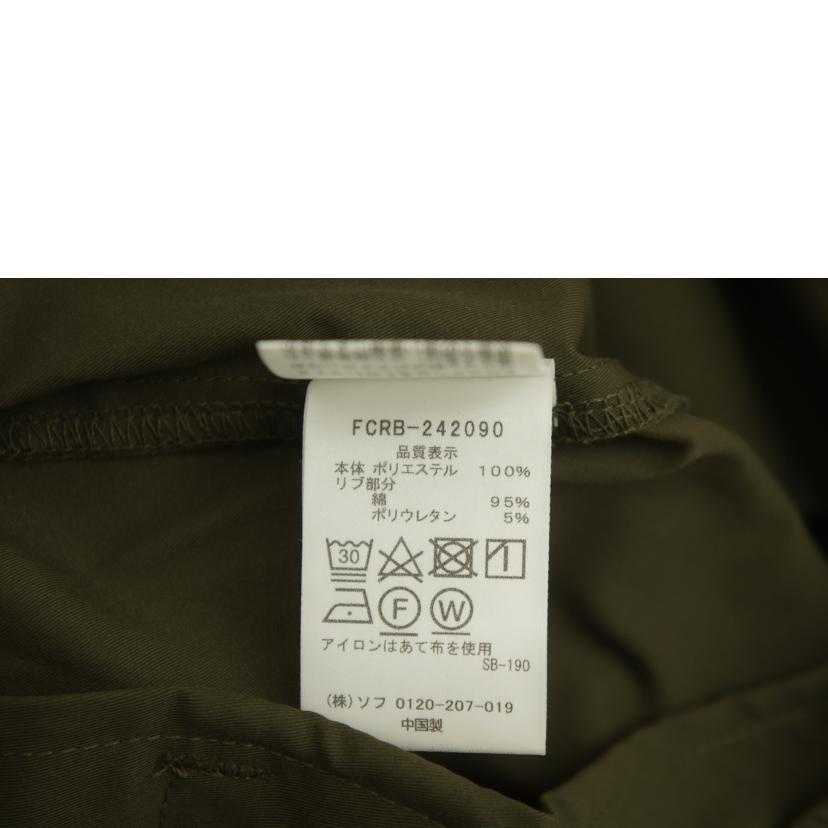 FCRB-242090
品質表示
本体 ポリエステル 100%
リブ部分
綿 95%
ポリウレタン 5%
30
F W
アイロンはあて布を使用
SB-190
(株)ソフ 0120-207-019
中国製